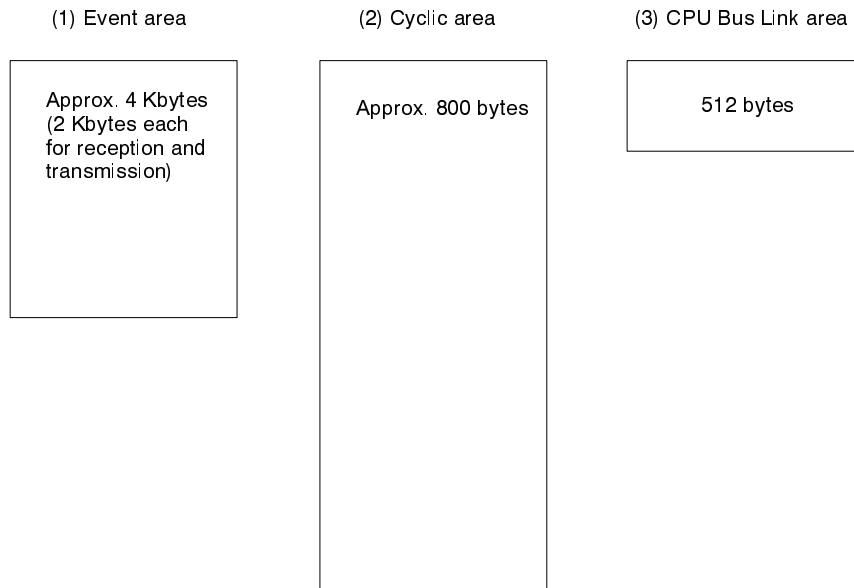 (1) Event area
(2) Cyclic area
(3) CPU Bus Link area
Approx. 4 Kbytes
(2 Kbytes each
for reception and
transmission)
Approx. 800 bytes
512 bytes